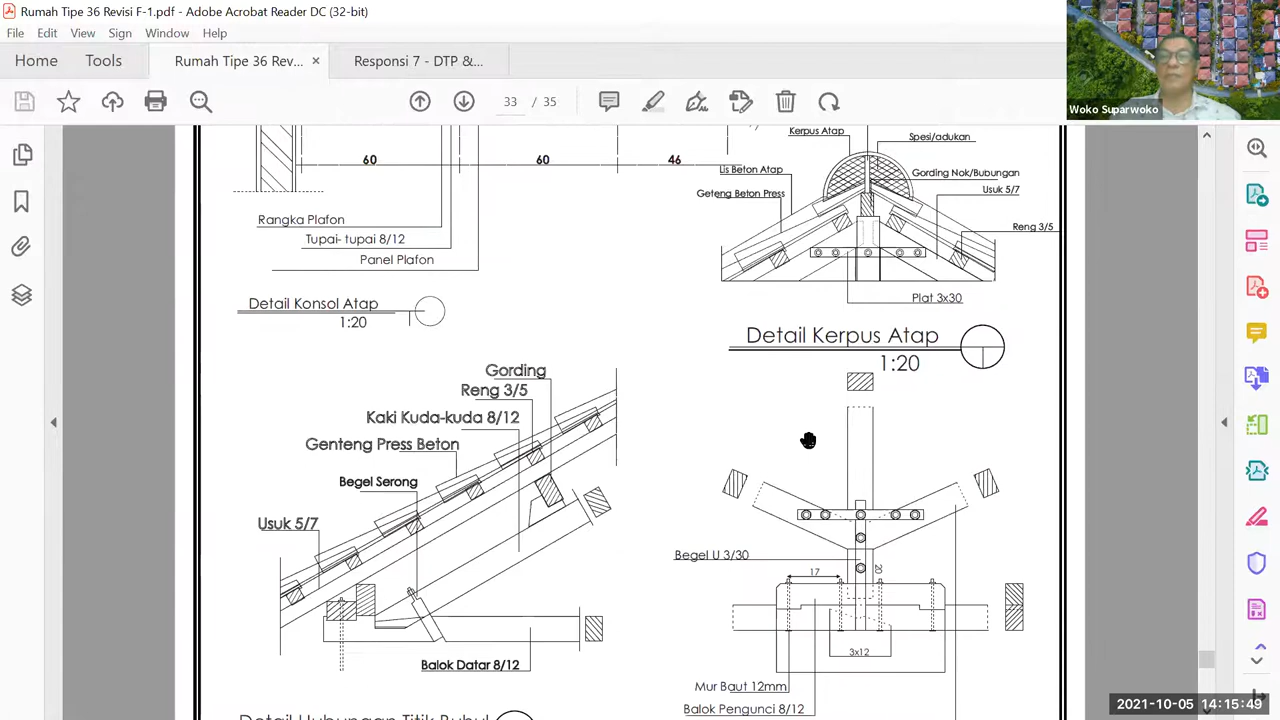 Rumah Tipe 36 Revisi F-1.pdf - Adobe Acrobat Reader DC (32-bit)
File Edit View Sign Window Help
Home Tools Rumah Tipe 36 Rev... × Responsi 7 - DTP &...
33 / 35
Woko Suparwoko
60 60 46
Rangka Plafon
Tupai- tupai 8/12
Panel Plafon
Detail Konsol Atap
1:20
Kerpus Atap
Spesi/adukan
Lis Beton Atap
Gording Nok/Bubungan
Genteng Beton Press
Usuk 5/7
Reng 3/5
Plat 3x30
Detail Kerpus Atap
1:20
Gording
Reng 3/5
Kaki Kuda-kuda 8/12
Genteng Press Beton
Begel Serong
Usuk 5/7
Balok Datar 8/12
Begel U 3/30
20
17
3x12
Mur Baut 12mm
Balok Pengunci 8/12
2021-10-05 14:15:49